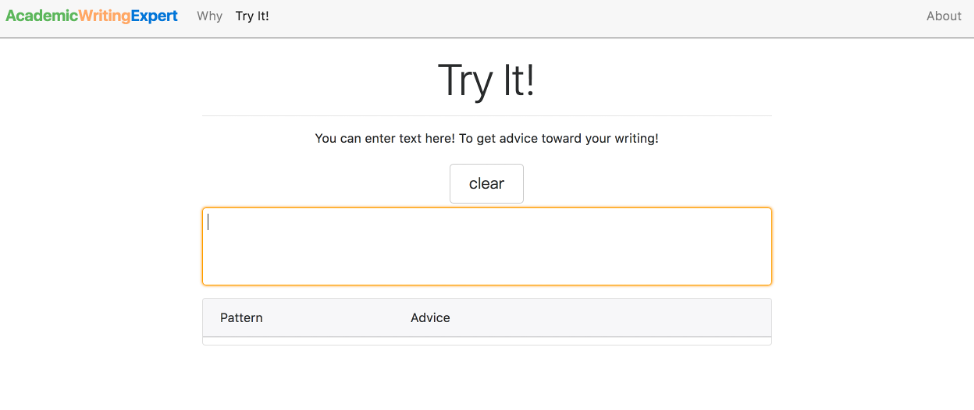 AcademicWritingExpert Why Try It! About
Try It!
You can enter text here! To get advice toward your writing!
clear
Pattern Advice